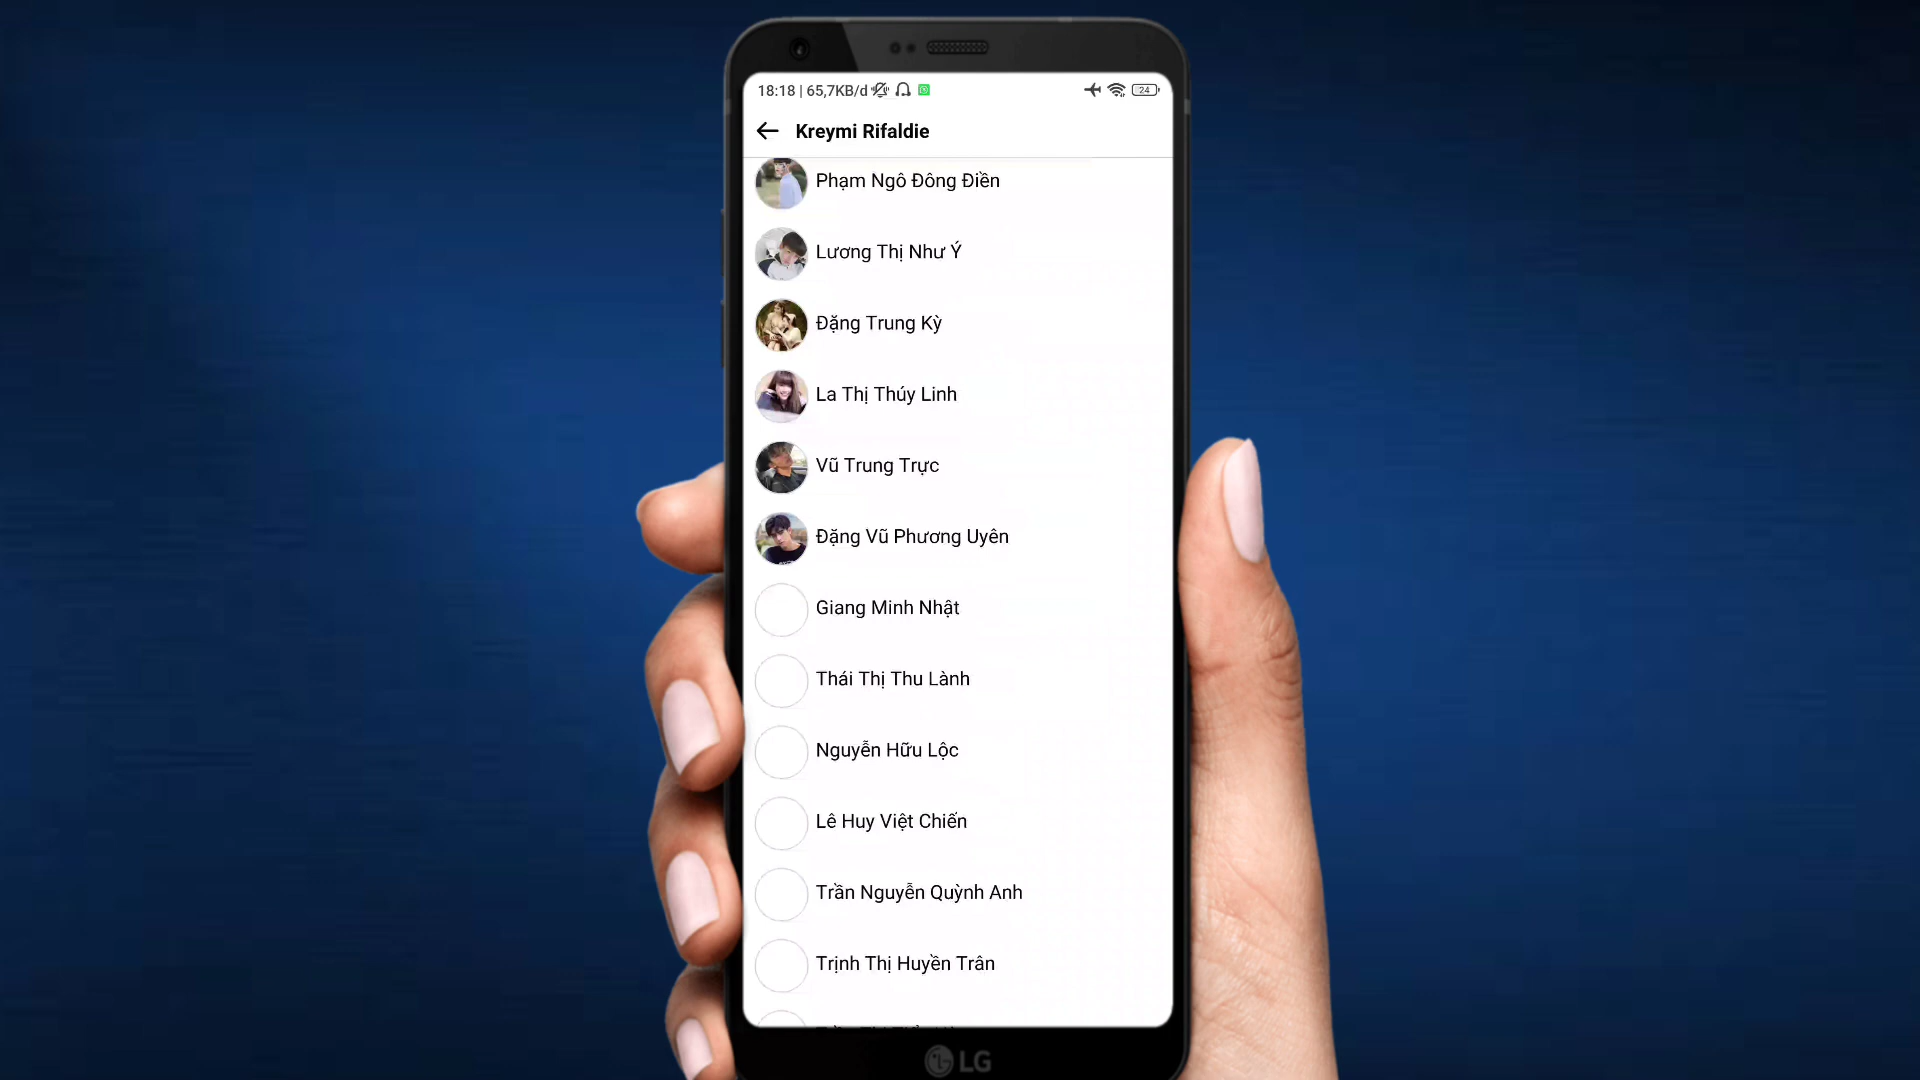 18:18 | 65,7KB/d
24
Kreymi Rifaldie
Phạm Ngô Đông Điền
Lương Thị Như Ý
Đặng Trung Kỳ
La Thị Thúy Linh
Vũ Trung Trực
Đặng Vũ Phương Uyên
Giang Minh Nhật
Thái Thị Thu Lành
Nguyễn Hữu Lộc
Lê Huy Việt Chiến
Trần Nguyễn Quỳnh Anh
Trịnh Thị Huyền Trân
LG